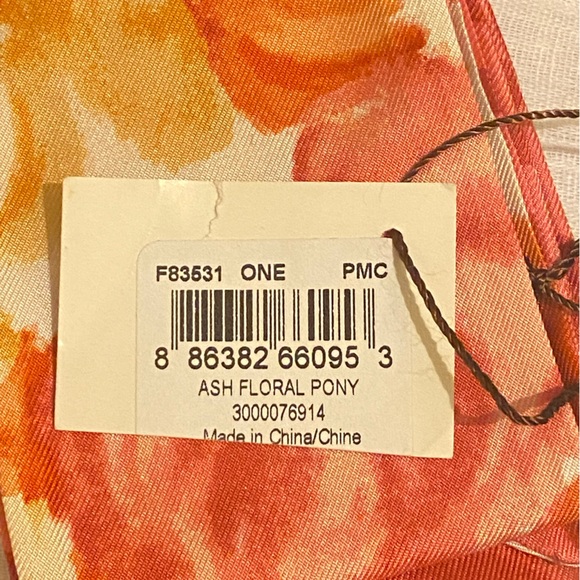 F83531 ONE PMC
8 86382 66095 3
ASH FLORAL PONY
3000076914
Made in China/Chine